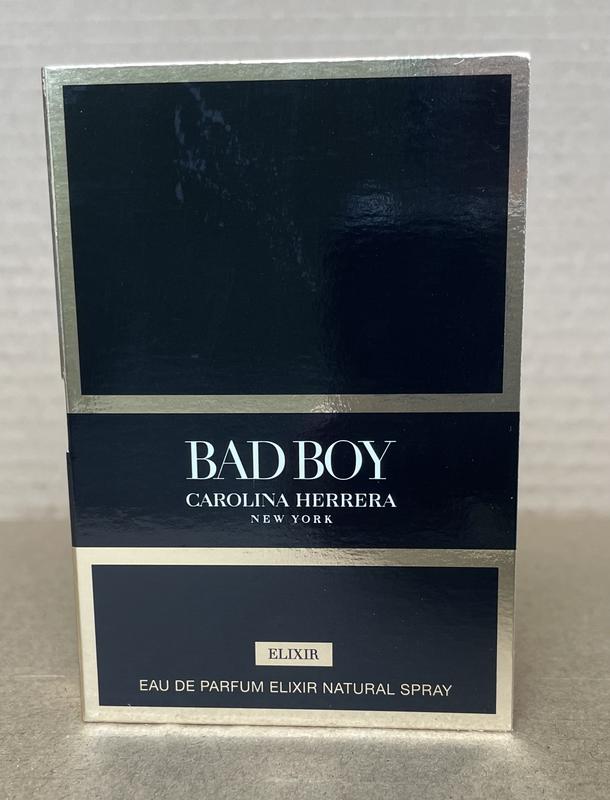 BAD BOY
CAROLINA HERRERA
NEW YORK
ELIXIR
EAU DE PARFUM ELIXIR NATURAL SPRAY